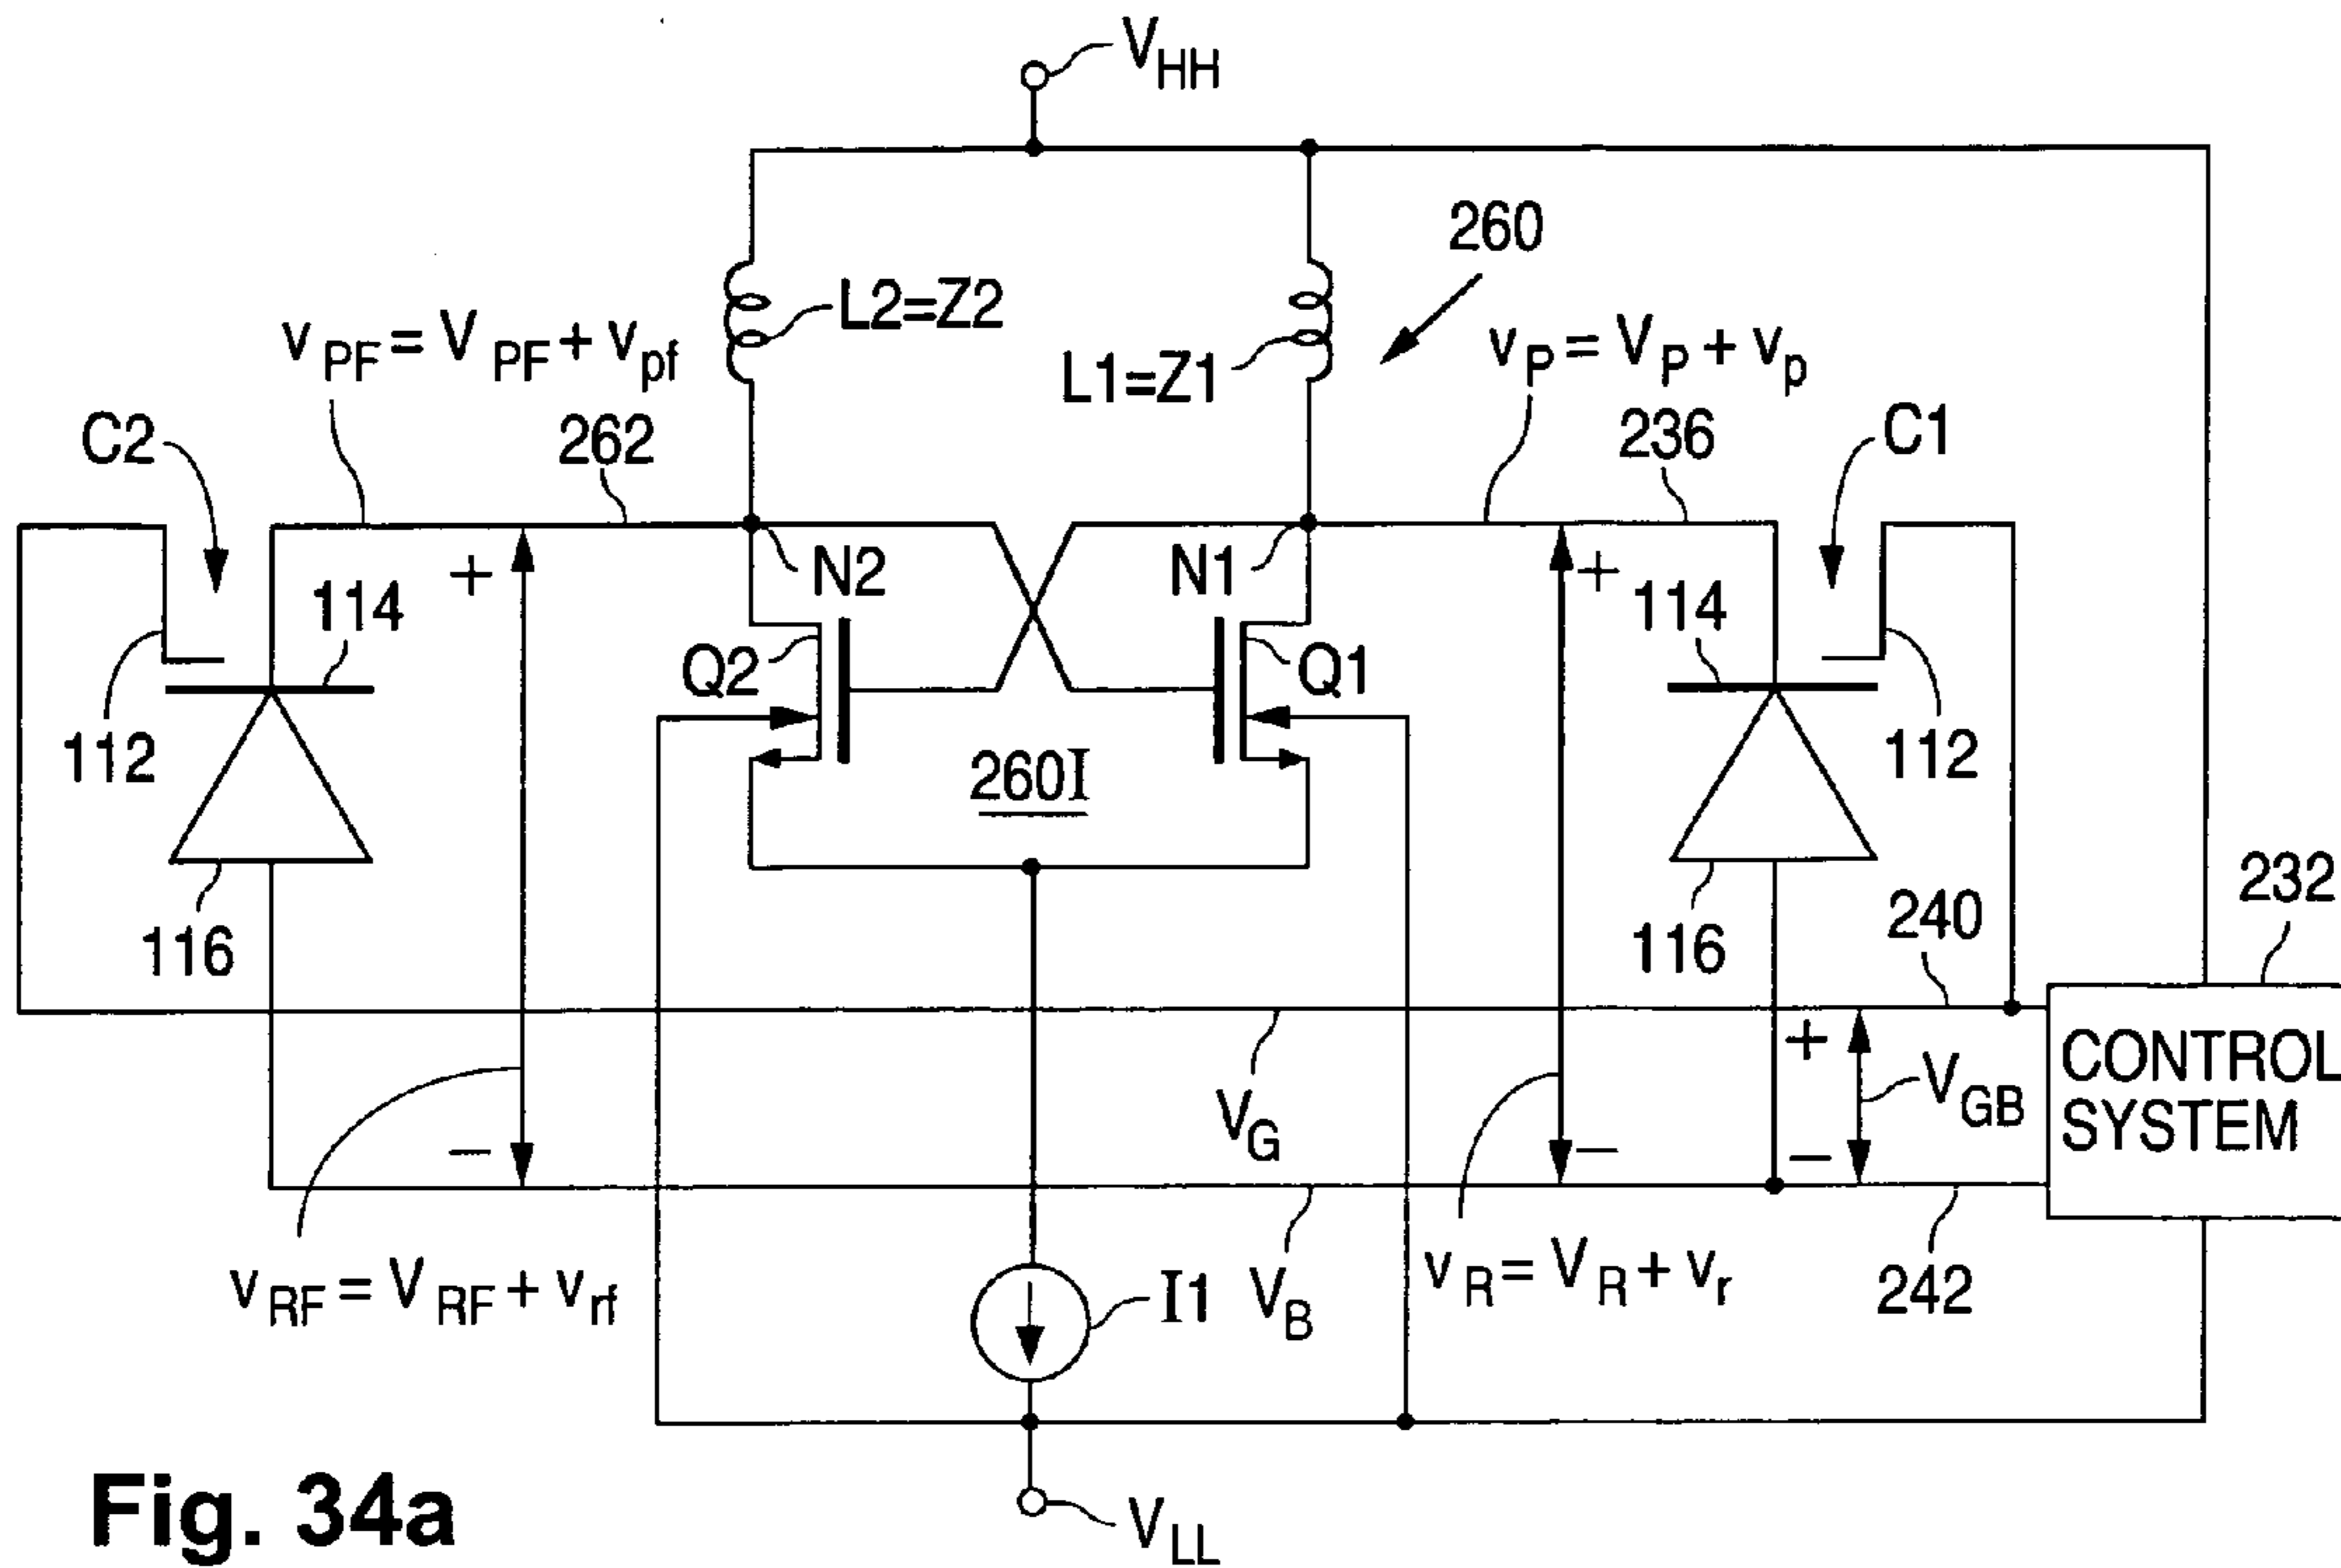 V_HH
260
L2=Z2
v_PF = V_PF + v_pf
L1=Z1
v_P = V_P + v_p
C2
262
236
C1
+
N2
N1
+
114
114
Q2
Q1
112
260I
112
232
116
116
240
+
CONTROL
SYSTEM
V_GB
V_G
−
−
−
v_RF = V_RF + v_rf
I1
V_B
v_R = V_R + v_r
242
Fig. 34a
V_LL